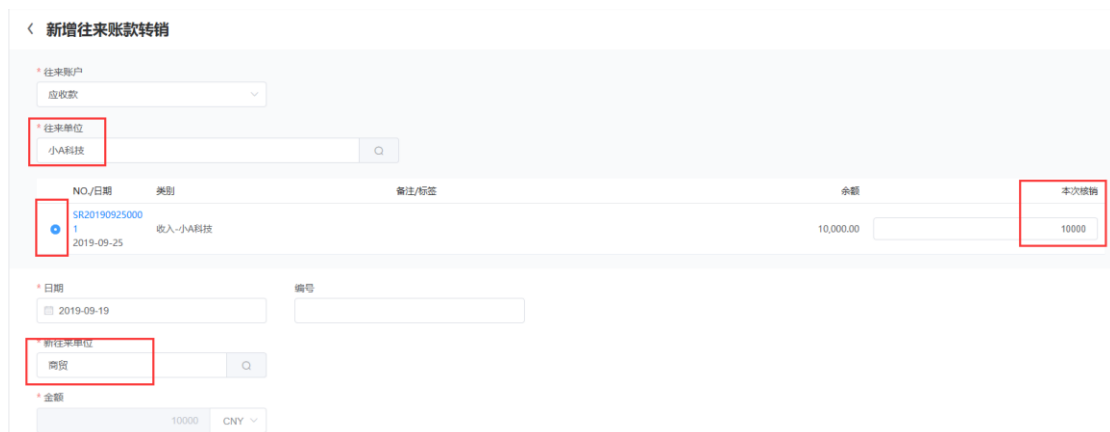 新增往来账款转销
* 往来账户
应收款
* 往来单位
小A科技
NO./日期 类别 备注/标签 余额 本次核销
SR20190925000
1 收入-小A科技 10,000.00 10000
2019-09-25
* 日期 编号
2019-09-19
* 新往来单位
商贸
* 金额
10000 CNY